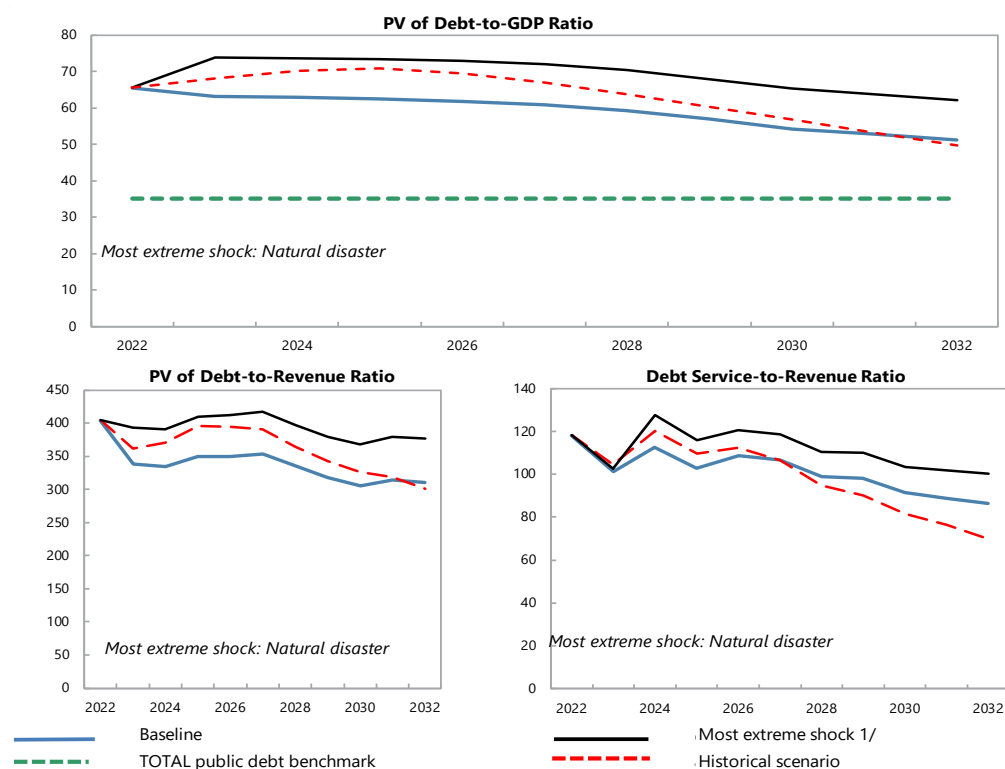 PV of Debt-to-GDP Ratio
80
70
60
50
40
30
20
10
0
Most extreme shock: Natural disaster
2022 2024 2026 2028 2030 2032
PV of Debt-to-Revenue Ratio
450
400
350
300
250
200
150
100
50
0
Most extreme shock: Natural disaster
2022 2024 2026 2028 2030 2032
Debt Service-to-Revenue Ratio
140
120
100
80
60
40
20
0
Most extreme shock: Natural disaster
2022 2024 2026 2028 2030 2032
Baseline
Most extreme shock 1/
TOTAL public debt benchmark
Historical scenario